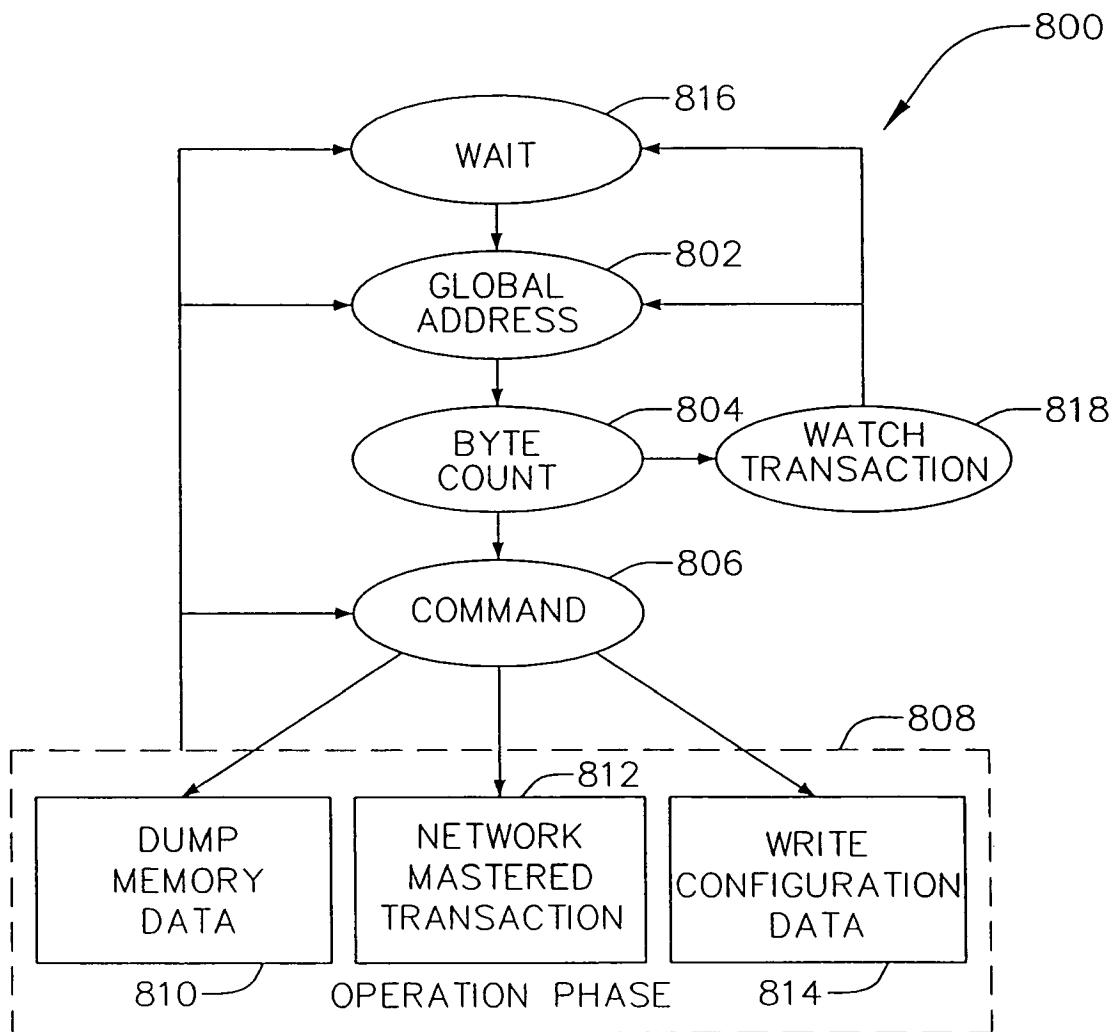 800
816
WAIT
802
GLOBAL
ADDRESS
804
818
BYTE
COUNT
WATCH
TRANSACTION
806
COMMAND
808
812
DUMP
MEMORY
DATA
NETWORK
MASTERED
TRANSACTION
WRITE
CONFIGURATION
DATA
810
OPERATION PHASE
814